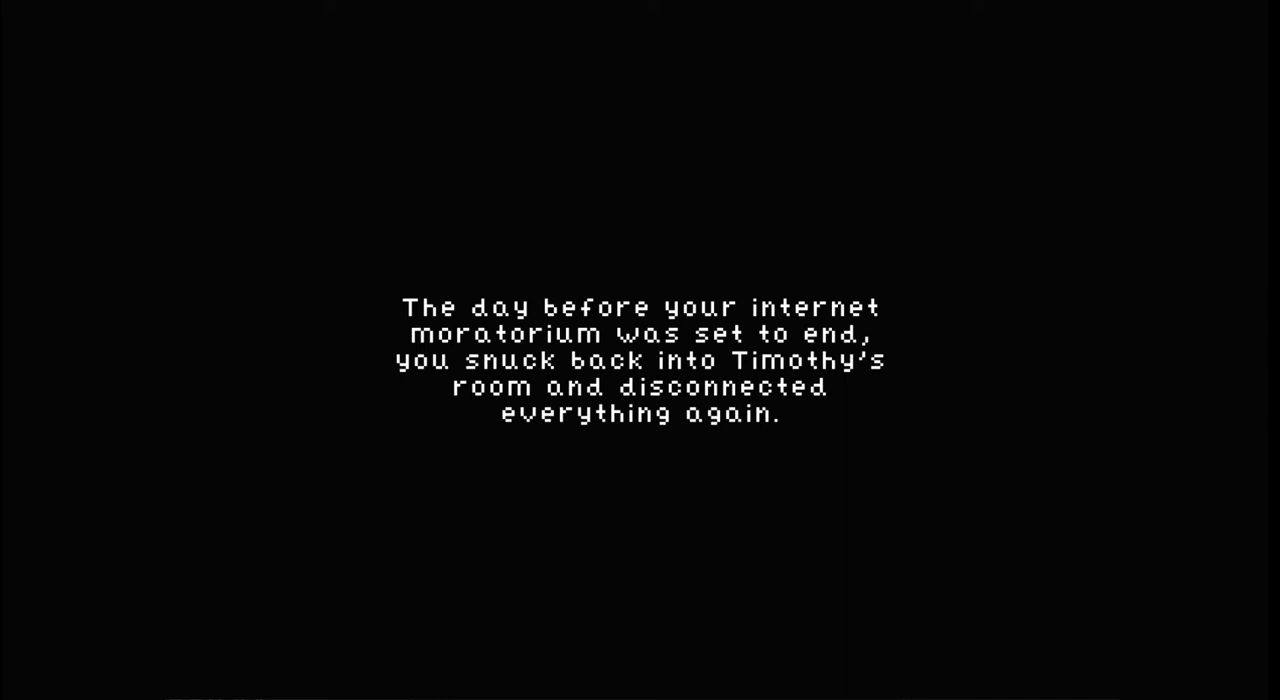 The day before your internet
moratorium was set to end,
you snuck back into Timothy's
room and disconnected
everything again.